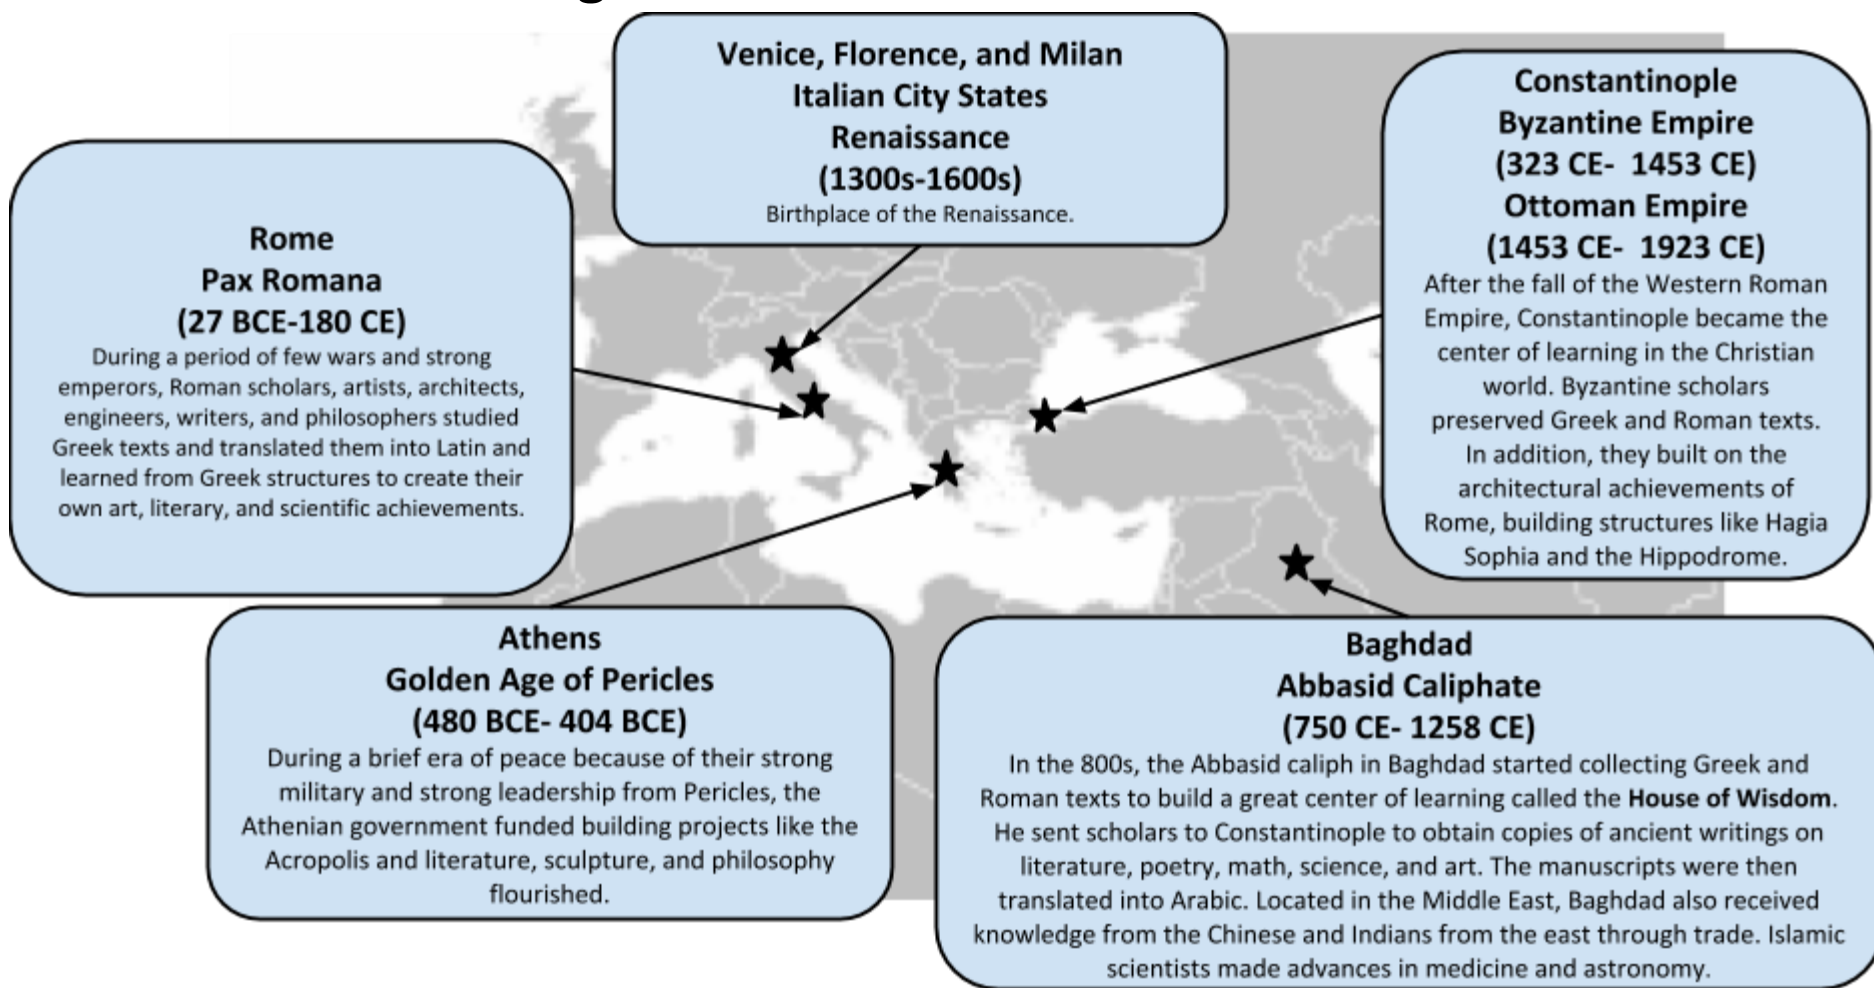 Venice, Florence, and Milan
Italian City States
Renaissance
(1300s-1600s)
Birthplace of the Renaissance.
Constantinople
Byzantine Empire
(323 CE-  1453 CE)
Ottoman Empire
(1453 CE-  1923 CE)
After the fall of the Western Roman
Empire, Constantinople became the
center of learning in the Christian
world. Byzantine scholars
preserved Greek and Roman texts.
In addition, they built on the
architectural achievements of
Rome, building structures like Hagia
Sophia and the Hippodrome.
Rome
Pax Romana
(27 BCE-180 CE)
During a period of few wars and strong
emperors, Roman scholars, artists, architects,
engineers, writers, and philosophers studied
Greek texts and translated them into Latin and
learned from Greek structures to create their
own art, literary, and scientific achievements.
Athens
Golden Age of Pericles
(480 BCE- 404 BCE)
During a brief era of peace because of their strong
military and strong leadership from Pericles, the
Athenian government funded building projects like the
Acropolis and literature, sculpture, and philosophy
flourished.
Baghdad
Abbasid Caliphate
(750 CE- 1258 CE)
In the 800s, the Abbasid caliph in Baghdad started collecting Greek and
Roman texts to build a great center of learning called the House of Wisdom.
He sent scholars to Constantinople to obtain copies of ancient writings on
literature, poetry, math, science, and art. The manuscripts were then
translated into Arabic. Located in the Middle East, Baghdad also received
knowledge from the Chinese and Indians from the east through trade. Islamic
scientists made advances in medicine and astronomy.